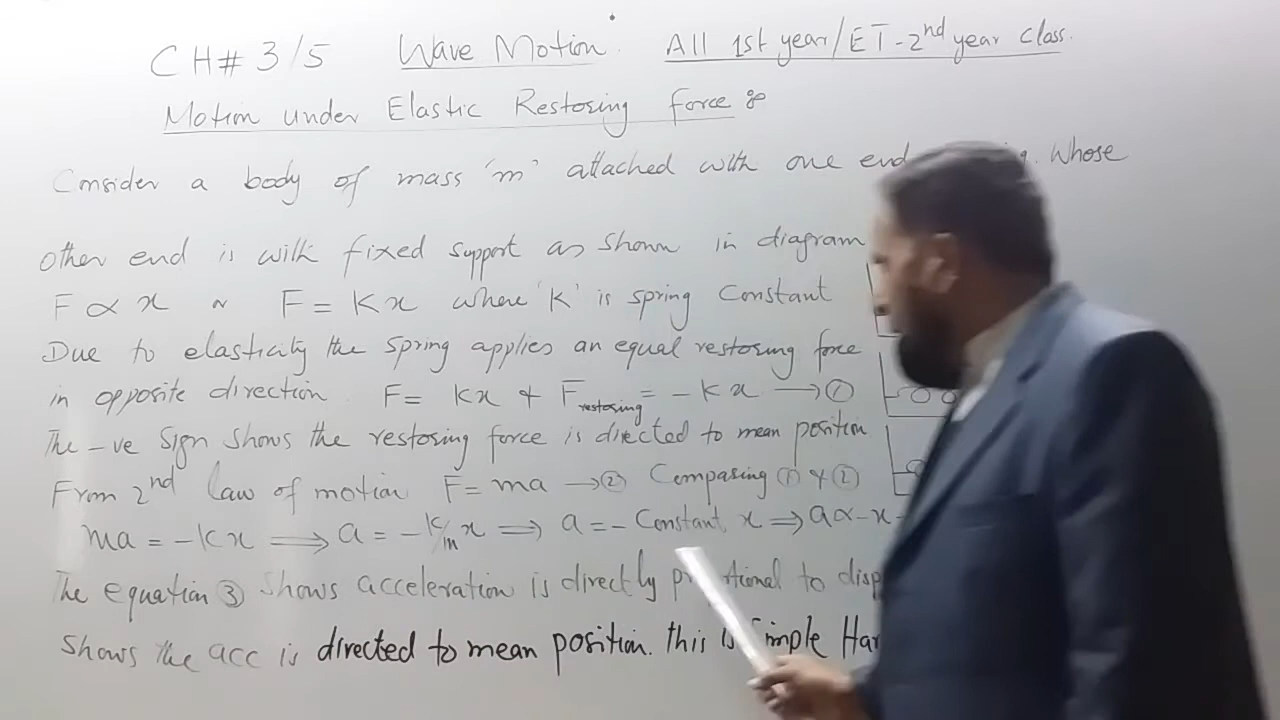 CH# 3/5 Wave Motion. All 1st year/ET-2nd year class.
Motion under Elastic Restoring force :
Consider a body of mass 'm' attached with one end whose
other end is with fixed support as shown in diagram
F ∝ x or F = Kx where 'K' is spring constant
Due to elasticity the spring applies an equal restoring force
in opposite direction. F = Kx & F restoring = -Kx → ①
The -ve sign shows the restoring force is directed to mean position
From 2nd law of motion F = ma → ② Comparing ① & ②
ma = -Kx ⟹ a = -K/m x ⟹ a = - Constant x ⟹ a ∝ -x -
The equation ③ shows acceleration is directly to
shows the acc is directed to mean position. this is Simple